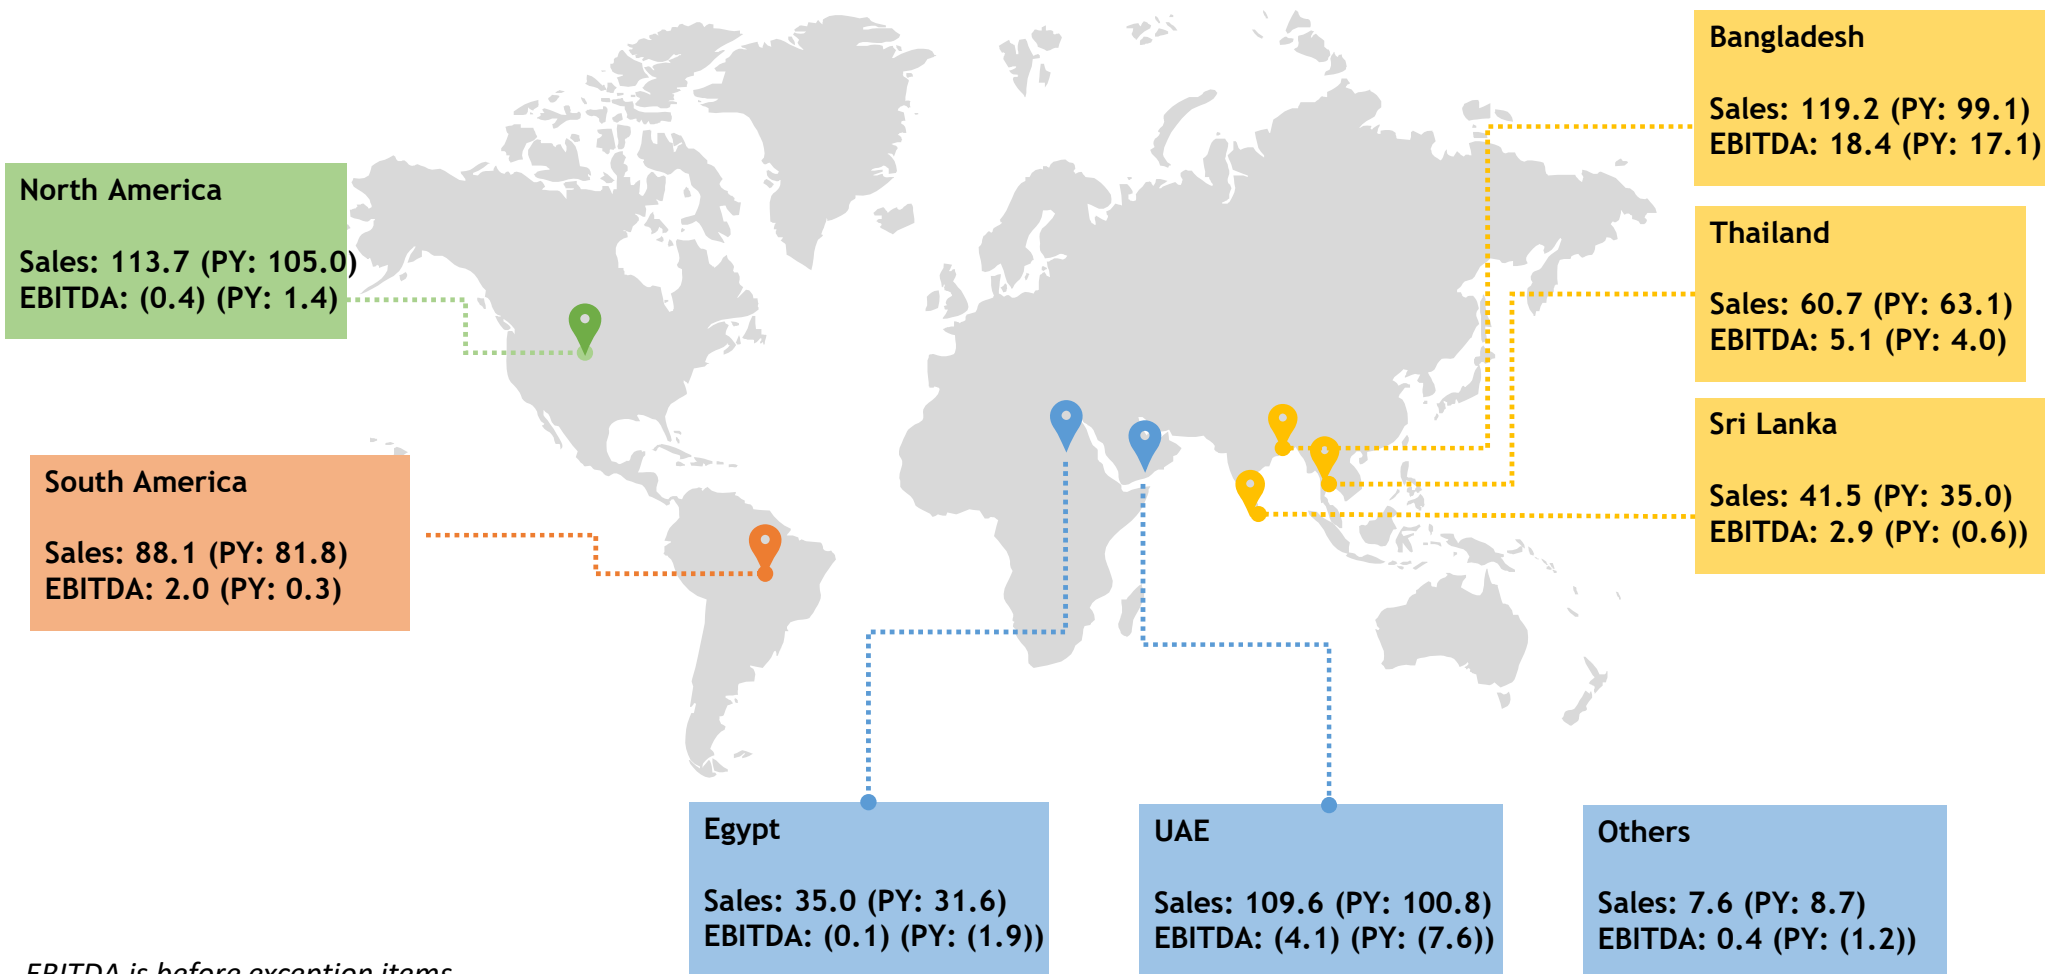 North America
Sales: 113.7 (PY: 105.0)
EBITDA: (0.4) (PY: 1.4)
South America
Sales: 88.1 (PY: 81.8)
EBITDA: 2.0 (PY: 0.3)
Bangladesh
Sales: 119.2 (PY: 99.1)
EBITDA: 18.4 (PY: 17.1)
Thailand
Sales: 60.7 (PY: 63.1)
EBITDA: 5.1 (PY: 4.0)
Sri Lanka
Sales: 41.5 (PY: 35.0)
EBITDA: 2.9 (PY: (0.6))
Egypt
Sales: 35.0 (PY: 31.6)
EBITDA: (0.1) (PY: (1.9))
UAE
Sales: 109.6 (PY: 100.8)
EBITDA: (4.1) (PY: (7.6))
Others
Sales: 7.6 (PY: 8.7)
EBITDA: 0.4 (PY: (1.2))
EBITDA is before exception items